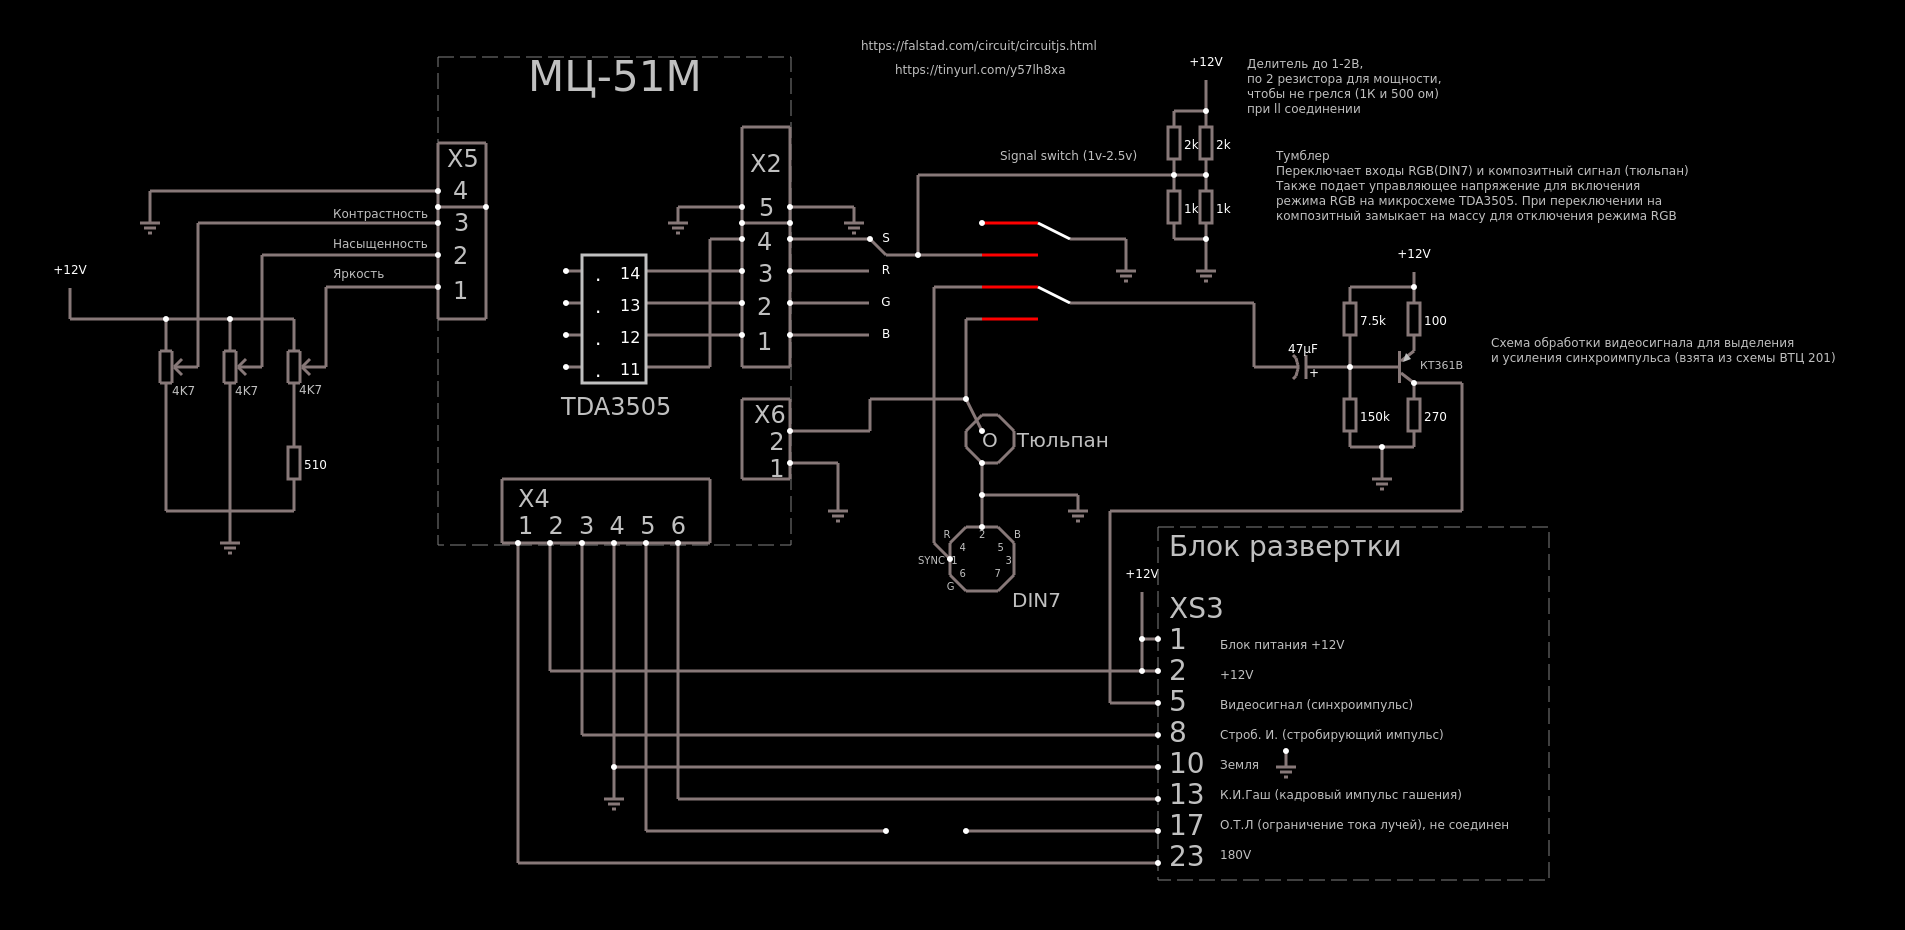 https://falstad.com/circuit/circuitjs.html
https://tinyurl.com/y57lh8xa
МЦ-51М
X5
4
3
2
1
Контрастность
Насыщенность
Яркость
+12V
4K7
4K7
4K7
510
X2
5
4
3
2
1
S
R
G
B
. 14
. 13
. 12
. 11
TDA3505
X6
2
1
X4
1 2 3 4 5 6
Signal switch (1v-2.5v)
+12V
2k
2k
1k
1k
Делитель до 1-2В,
по 2 резистора для мощности,
чтобы не грелся (1К и 500 ом)
при ll соединении
Тумблер
Переключает входы RGB(DIN7) и композитный сигнал (тюльпан)
Также подает управляющее напряжение для включения
режима RGB на микросхеме TDA3505. При переключении на
композитный замыкает на массу для отключения режима RGB
+12V
7.5k
100
47μF
+
КТ361В
150k
270
Схема обработки видеосигнала для выделения
и усиления синхроимпульса (взята из схемы ВТЦ 201)
O
Тюльпан
R
2
B
4
5
SYNC
1
3
6
7
G
DIN7
Блок развертки
+12V
XS3
1 Блок питания +12V
2 +12V
5 Видеосигнал (синхроимпульс)
8 Строб. И. (стробирующий импульс)
10 Земля
13 К.И.Гаш (кадровый импульс гашения)
17 О.Т.Л (ограничение тока лучей), не соединен
23 180V